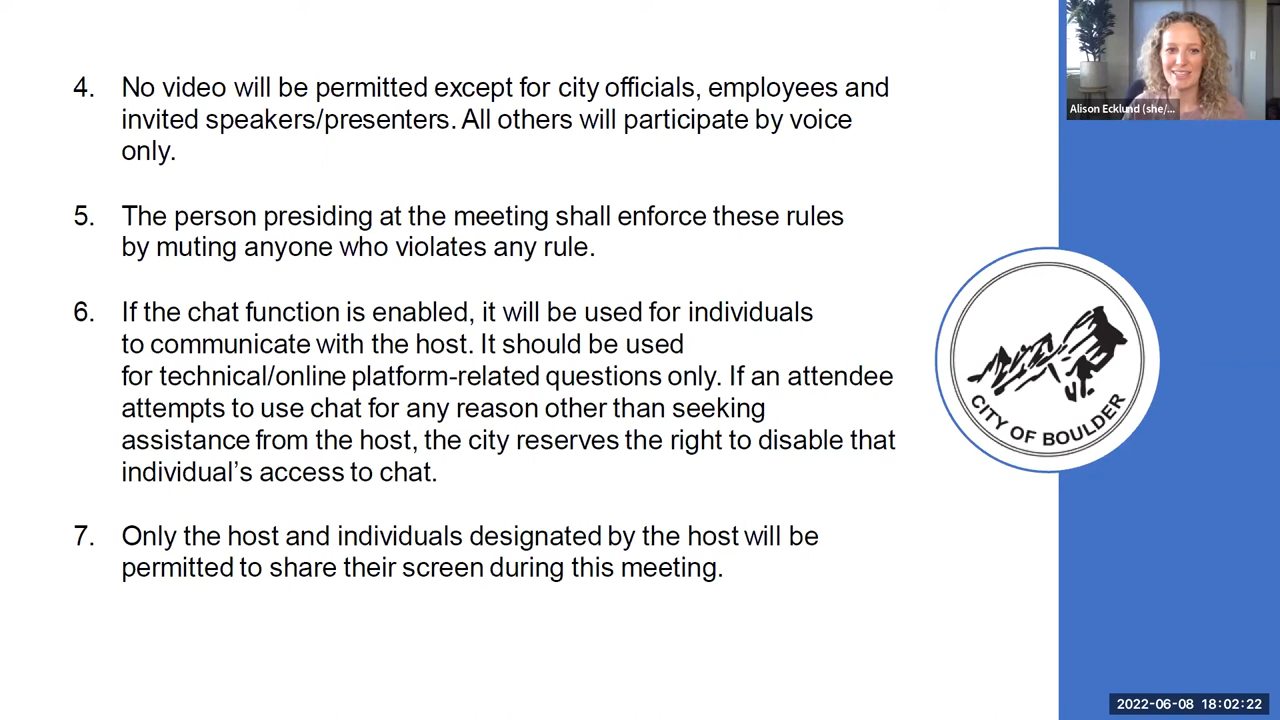 4. No video will be permitted except for city officials, employees and
invited speakers/presenters. All others will participate by voice
only.
5. The person presiding at the meeting shall enforce these rules
by muting anyone who violates any rule.
6. If the chat function is enabled, it will be used for individuals
to communicate with the host. It should be used
for technical/online platform-related questions only. If an attendee
attempts to use chat for any reason other than seeking
assistance from the host, the city reserves the right to disable that
individual’s access to chat.
7. Only the host and individuals designated by the host will be
permitted to share their screen during this meeting.
Alison Ecklund (she/...
CITY OF BOULDER
2022-06-08 18:02:22